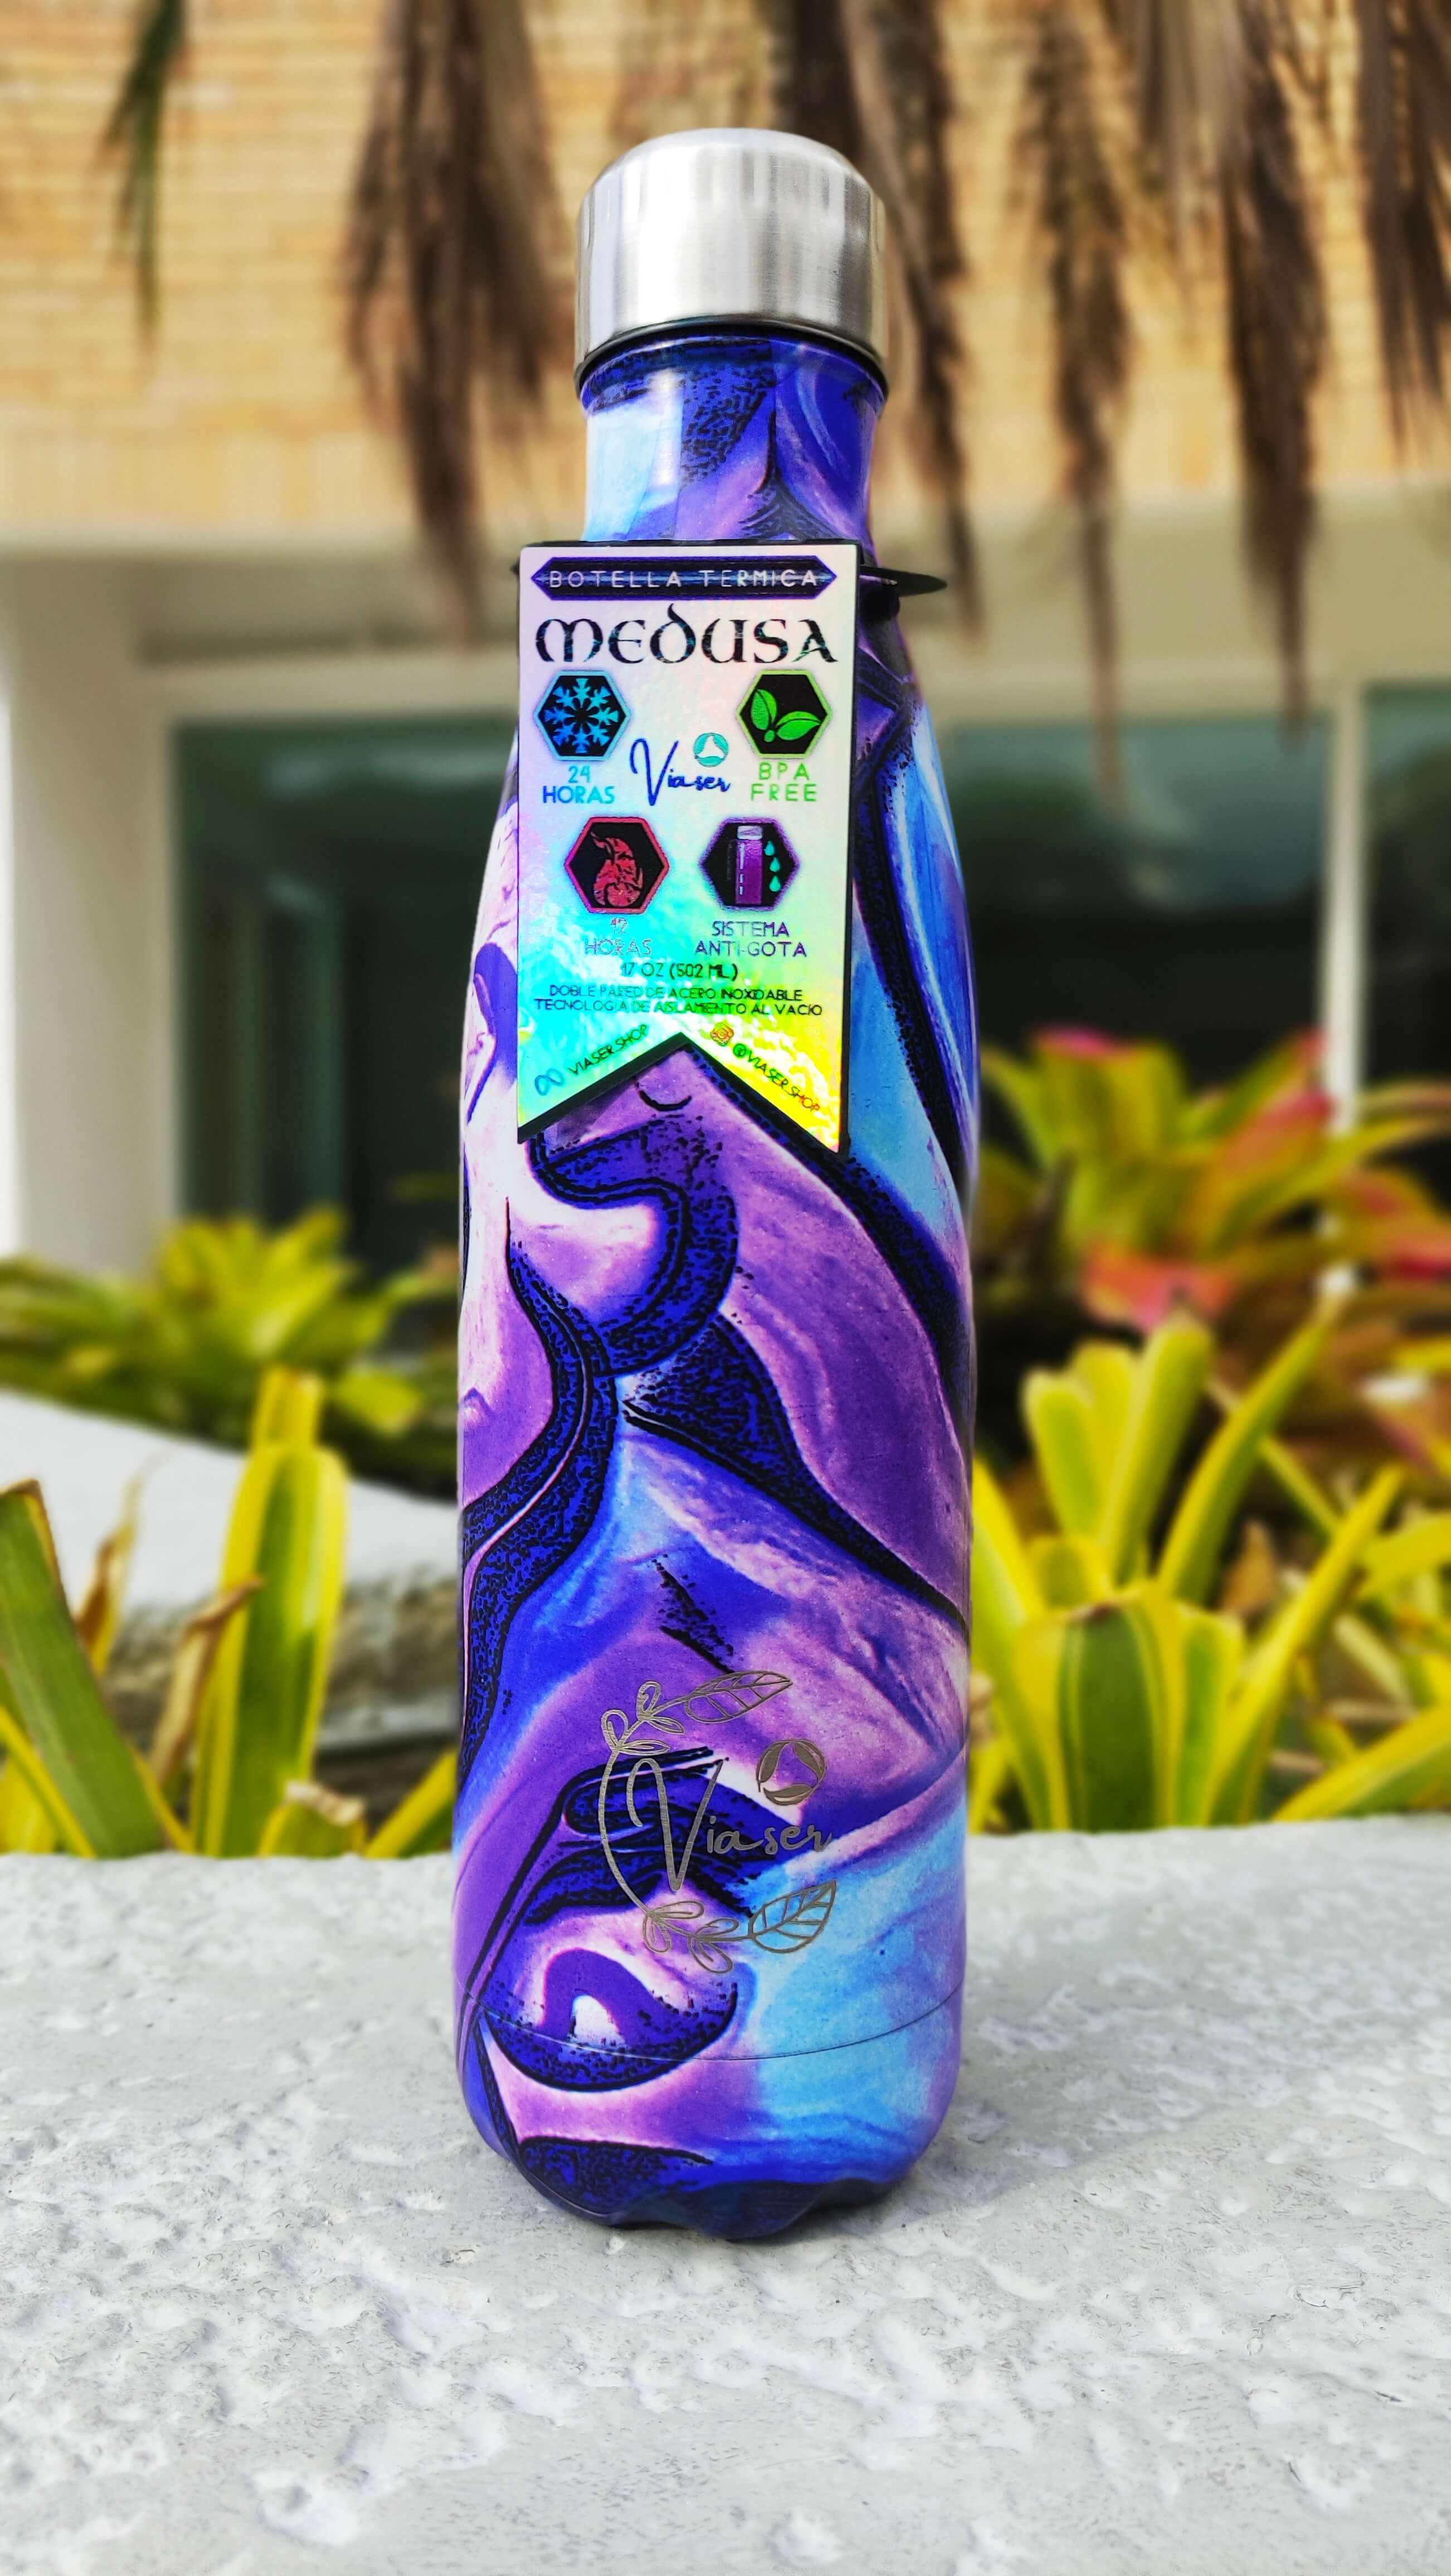 BOTELLA TERMICA
MEDUSA
24
HORAS
Viaser
BPA
FREE
12
HORAS
SISTEMA
ANTI-GOTA
17 OZ (502 ML)
DOBLE PARED DE ACERO INOXIDABLE
TECNOLOGIA DE AISLAMIENTO AL VACIO
VIASER.SHOP
@VIASER.SHOP
Viaser